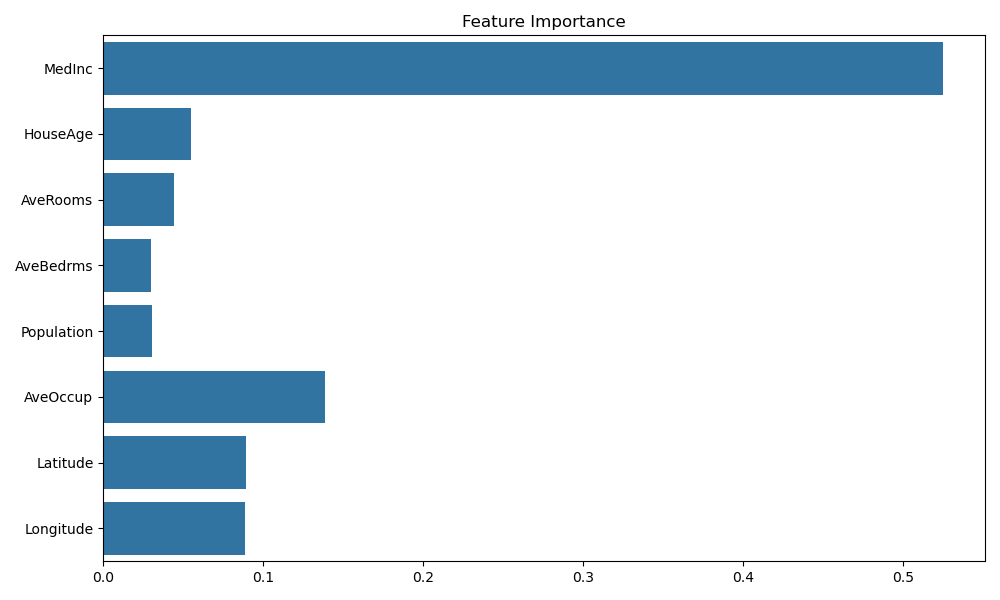 Feature Importance
MedInc
HouseAge
AveRooms
AveBedrms
Population
AveOccup
Latitude
Longitude
0.0 0.1 0.2 0.3 0.4 0.5